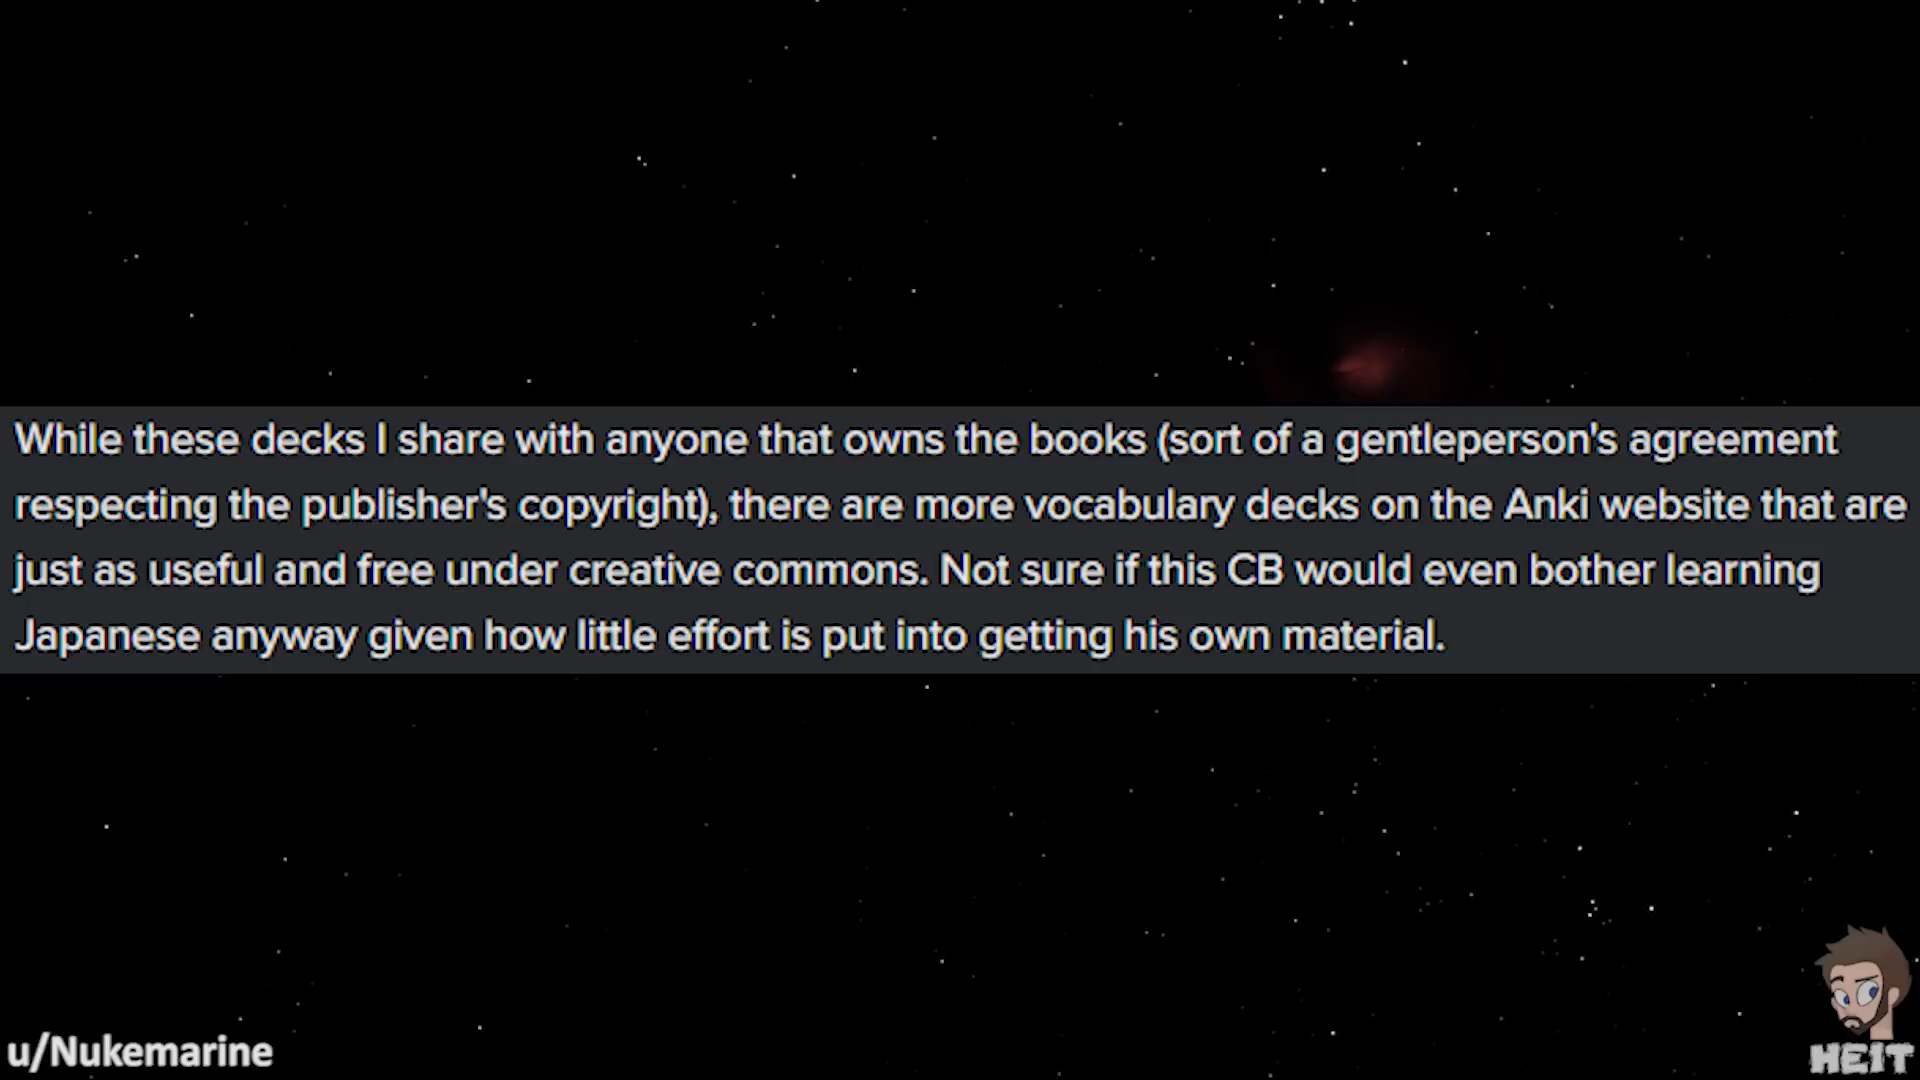 While these decks I share with anyone that owns the books (sort of a gentleperson's agreement
respecting the publisher's copyright), there are more vocabulary decks on the Anki website that are
just as useful and free under creative commons. Not sure if this CB would even bother learning
Japanese anyway given how little effort is put into getting his own material.
u/Nukemarine
HEIT